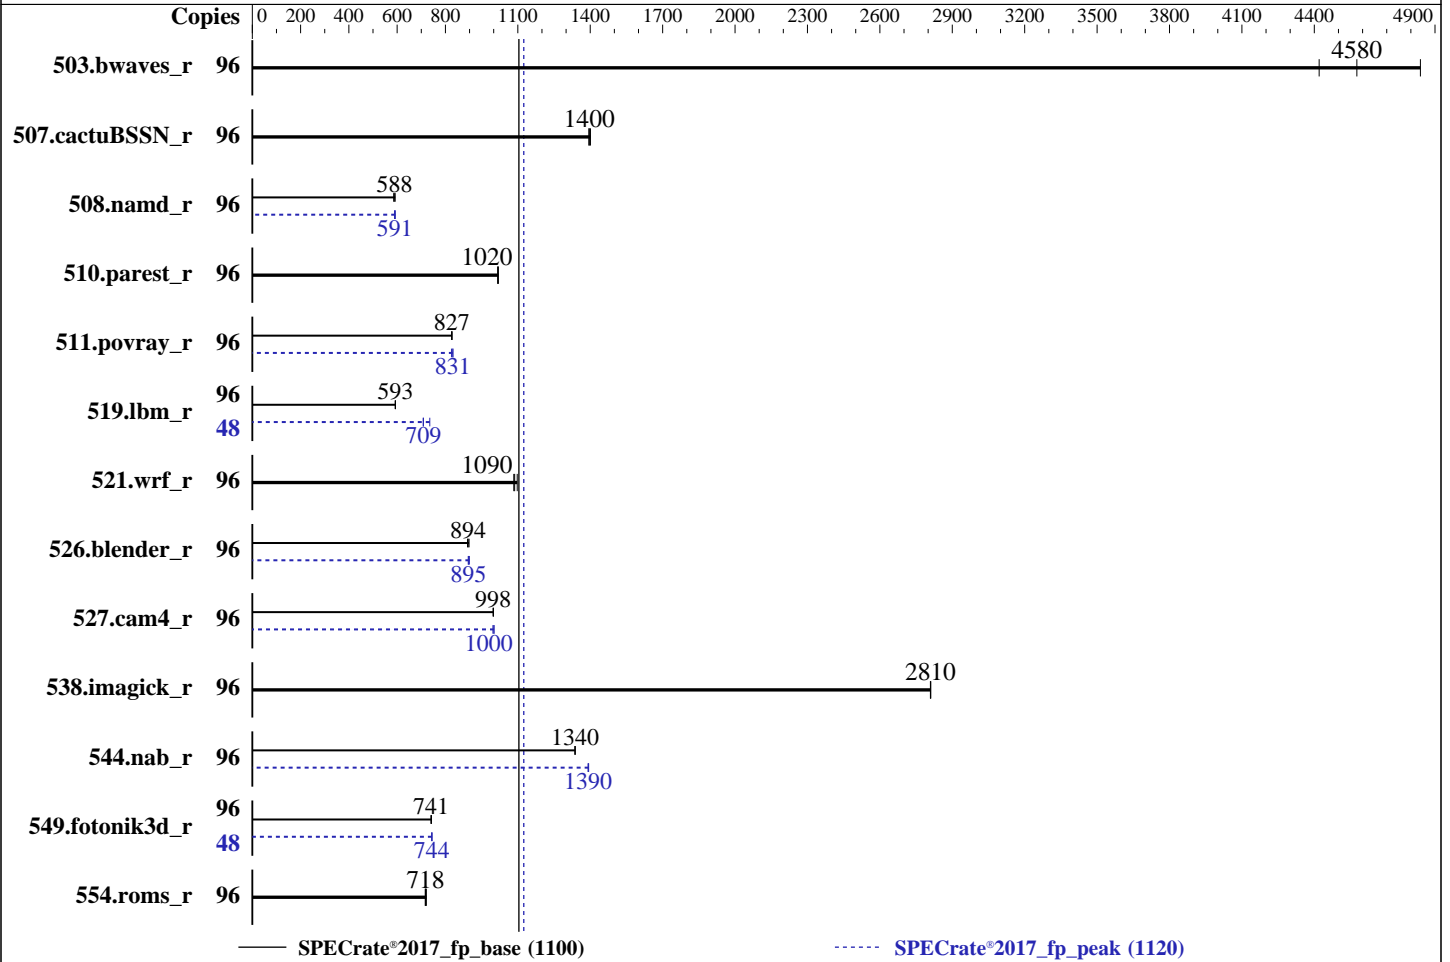 Copies 0 200 400 600 800 1100 1400 1700 2000 2300 2600 2900 3200 3500 3800 4100 4400 4900
503.bwaves_r 96 4580
507.cactuBSSN_r 96 1400
508.namd_r 96 588
591
510.parest_r 96 1020
511.povray_r 96 827
831
519.lbm_r 96 593
48 709
521.wrf_r 96 1090
526.blender_r 96 894
895
527.cam4_r 96 998
1000
538.imagick_r 96 2810
544.nab_r 96 1340
1390
549.fotonik3d_r 96 741
48 744
554.roms_r 96 718
SPECrate®2017_fp_base (1100) SPECrate®2017_fp_peak (1120)